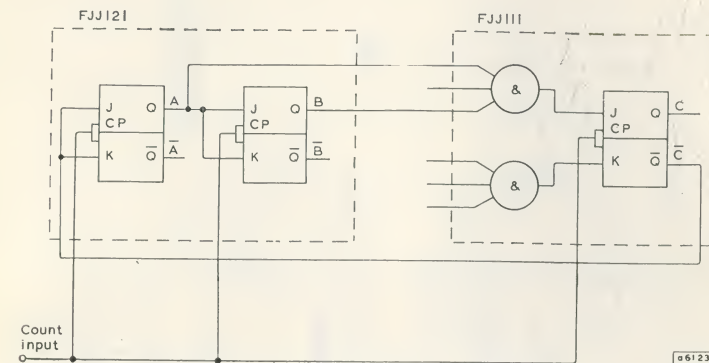 FJJ121
FJJ111
J Q A
CP
K Q̅ A̅
J Q B
CP
K Q̅ B̅
&
&
J Q C
CP
K Q̅ C̅
Count
input
a6123